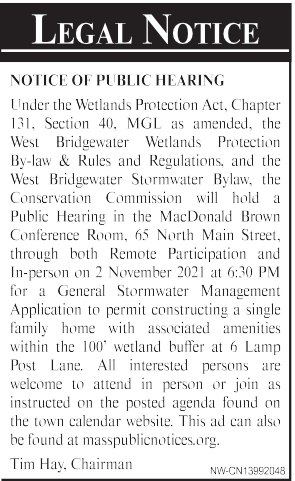 LEGAL NOTICE
NOTICE OF PUBLIC HEARING
Under the Wetlands Protection Act, Chapter
131, Section 40, MGL as amended, the
West Bridgewater Wetlands Protection
By-law & Rules and Regulations, and the
West Bridgewater Stormwater Bylaw, the
Conservation Commission will hold a
Public Hearing in the MacDonald Brown
Conference Room, 65 North Main Street,
through both Remote Participation and
In-person on 2 November 2021 at 6:30 PM
for a General Stormwater Management
Application to permit constructing a single
family home with associated amenities
within the 100' wetland buffer at 6 Lamp
Post Lane. All interested persons are
welcome to attend in person or join as
instructed on the posted agenda found on
the town calendar website. This ad can also
be found at masspublicnotices.org.
Tim Hay, Chairman
NW-CN13992048